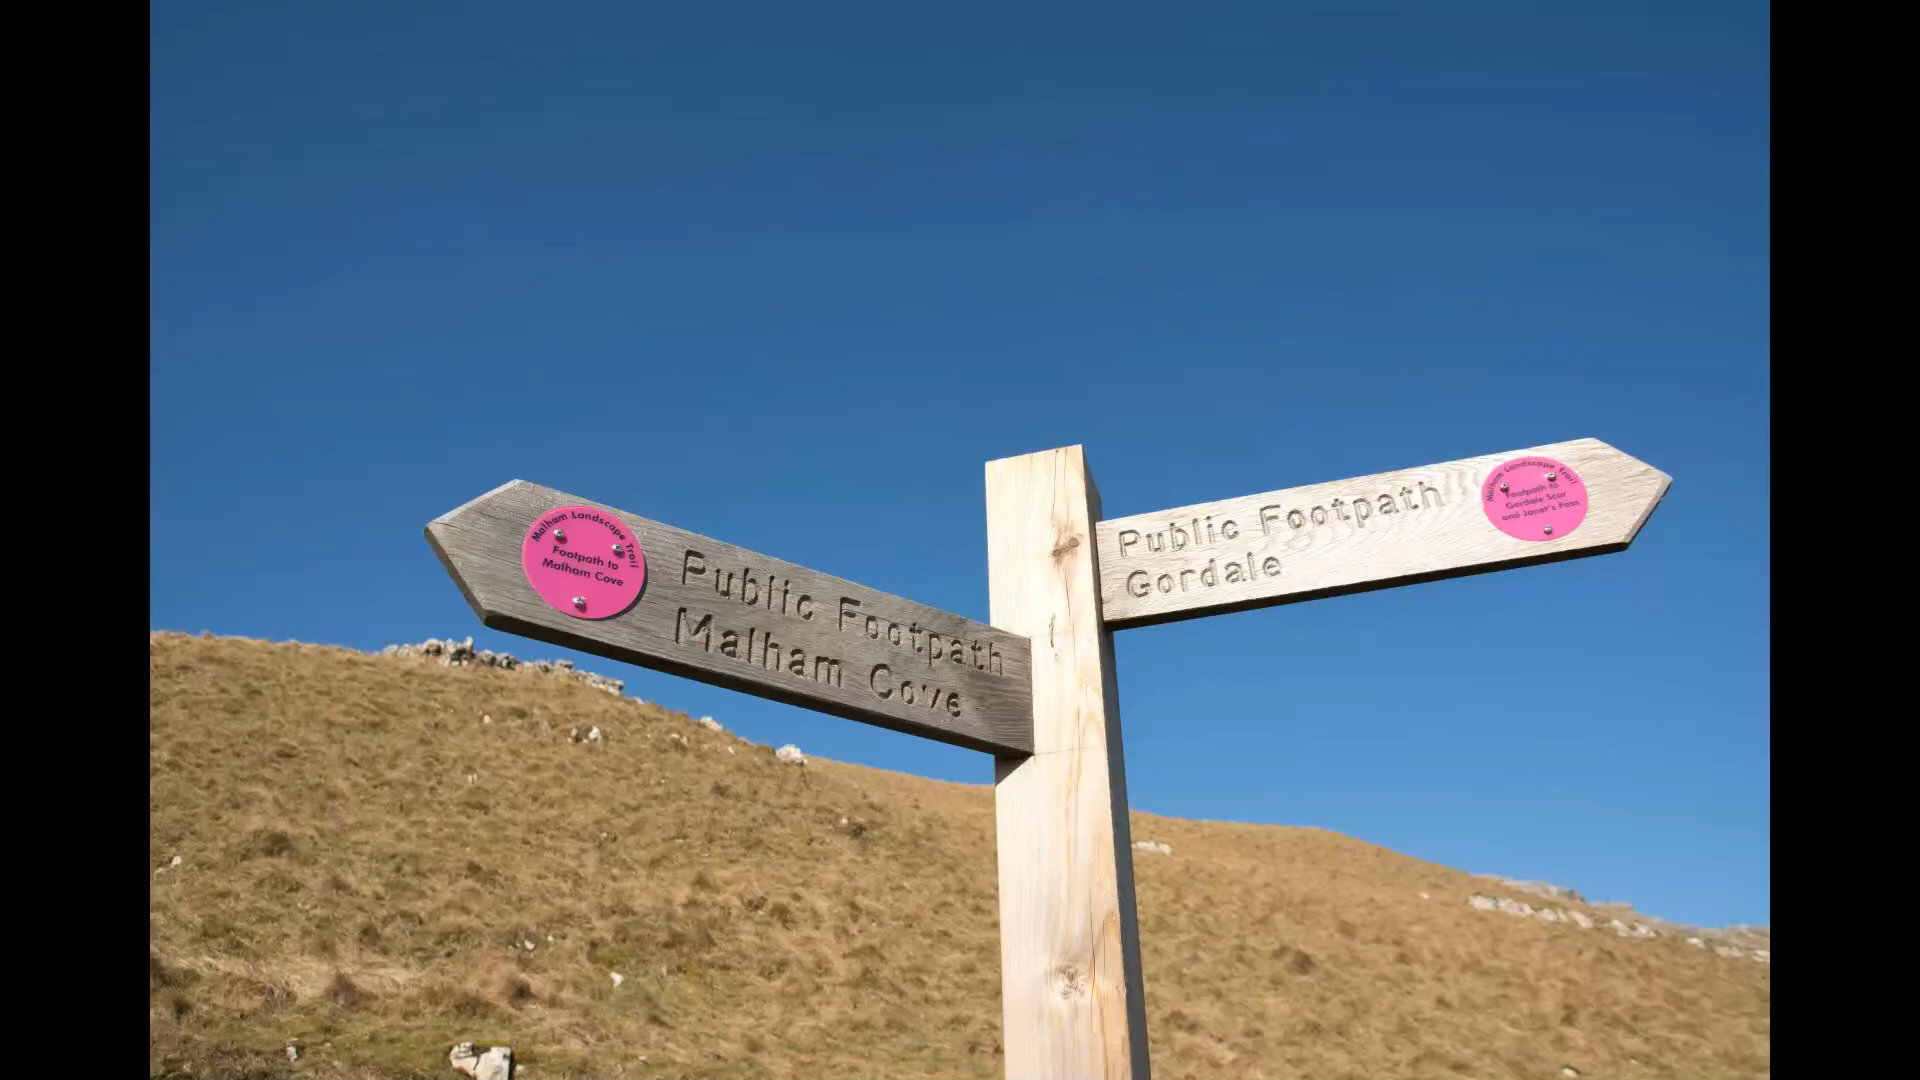 Malham Landscape Trail
Footpath to
Malham Cove
Public Footpath
Malham Cove
Public Footpath
Gordale
Malham Landscape Trail
Footpath to
Gordale Scar
and Janet's Foss